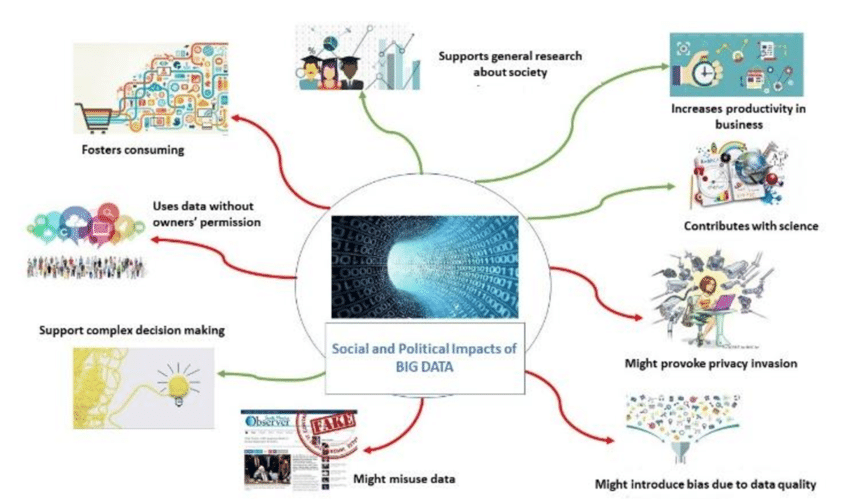 Supports general research
about society
Increases productivity in
business
Fosters consuming
Uses data without
owners' permission
Contributes with science
Support complex decision making
Social and Political Impacts of
BIG DATA
Might provoke privacy invasion
Observer
FAKE
Might misuse data
Might introduce bias due to data quality